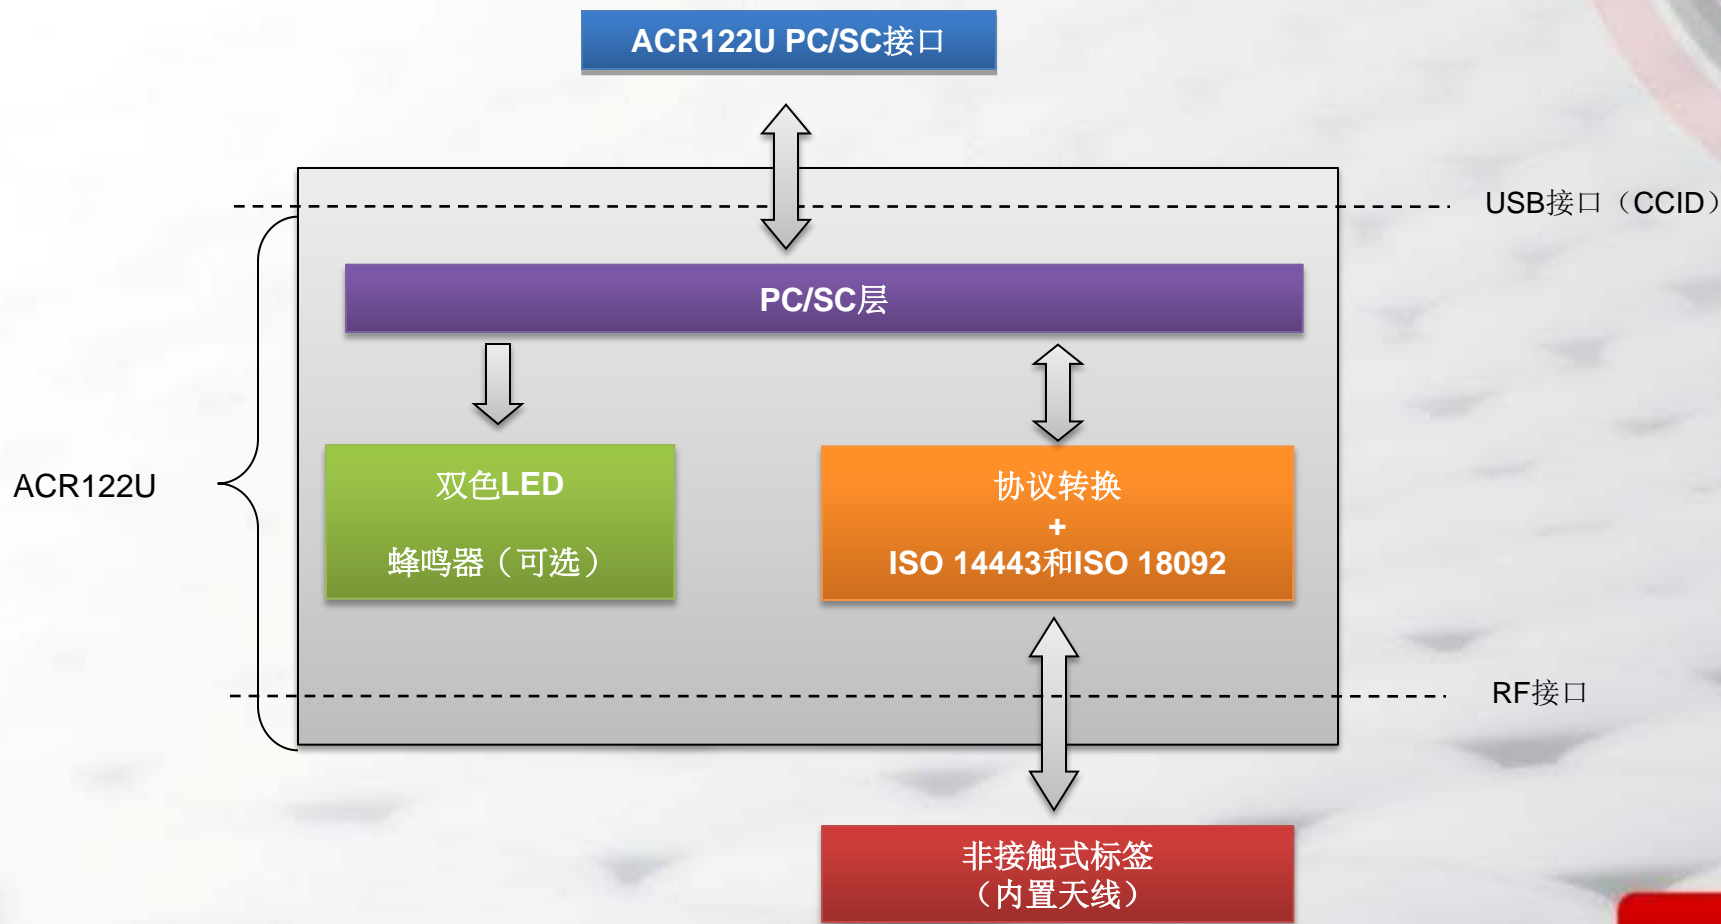 ACR122U PC/SC接口
USB接口（CCID）
PC/SC层
ACR122U
双色LED
蜂鸣器（可选）
协议转换
+
ISO 14443和ISO 18092
RF接口
非接触式标签
（内置天线）